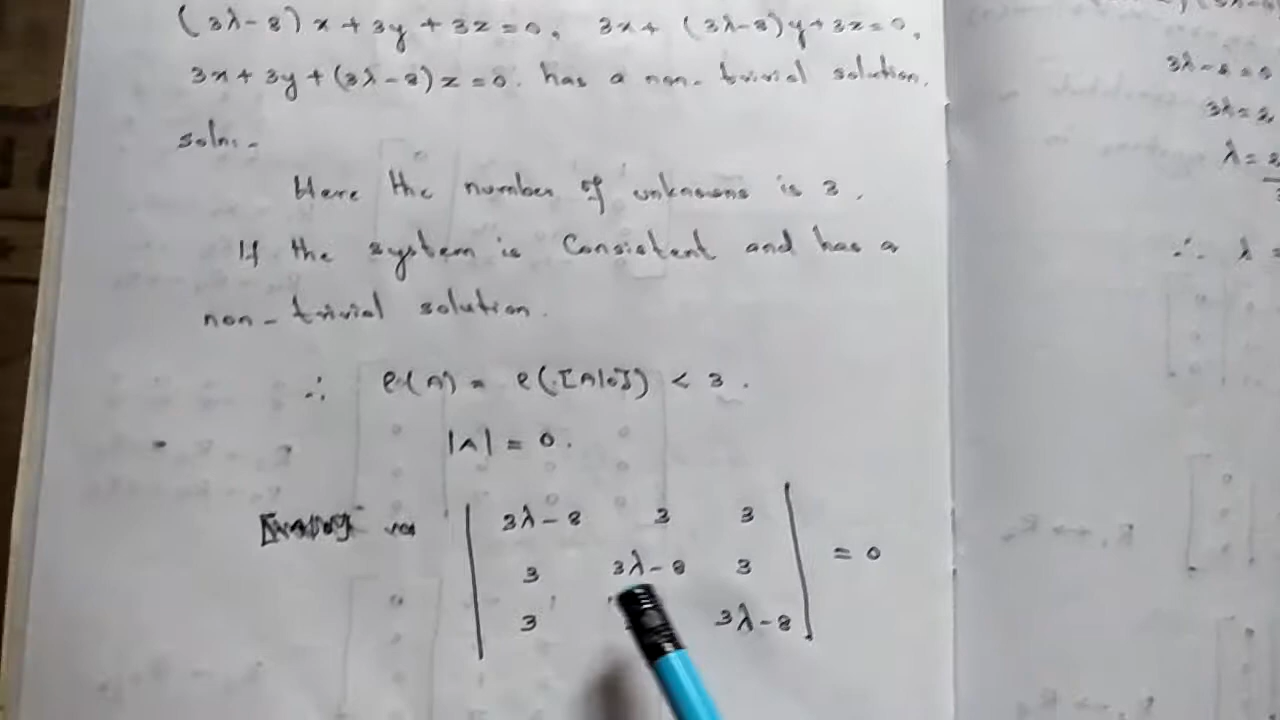 (3λ-8)x+3y+3z=0, 3x+(3λ-8)y+3z=0,
3x+3y+(3λ-8)z=0. has a non-trivial solution.
Soln:-
Here the number of unknowns is 3.
If the system is Consistent and has a
non-trivial solution.
∴ ρ(A) = ρ([A|0]) < 3.
|A| = 0.
3λ-8 3 3
3 3λ-8 3 = 0
3 3λ-8
3λ-8=0
3λ=
λ=
∴ λ =